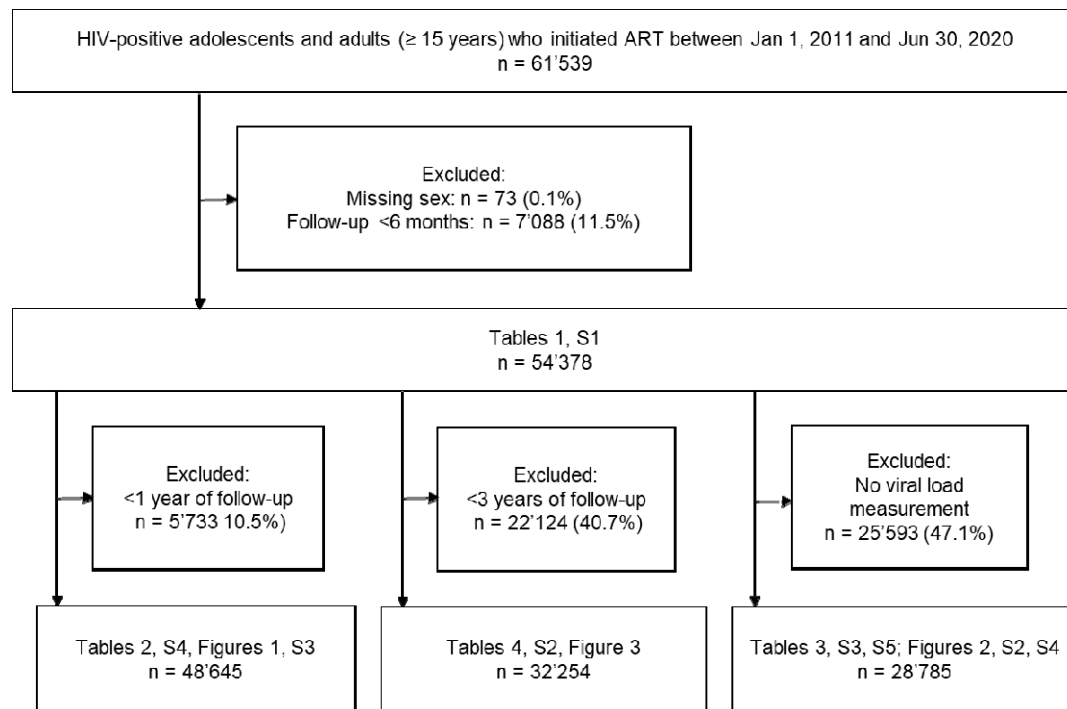 HIV-positive adolescents and adults (≥ 15 years) who initiated ART between Jan 1, 2011 and Jun 30, 2020
n = 61'539
Excluded:
Missing sex: n = 73 (0.1%)
Follow-up <6 months: n = 7'088 (11.5%)
Tables 1, S1
n = 54'378
Excluded:
<1 year of follow-up
n = 5'733 10.5%)
Excluded:
<3 years of follow-up
n = 22'124 (40.7%)
Excluded:
No viral load
measurement
n = 25'593 (47.1%)
Tables 2, S4, Figures 1, S3
n = 48'645
Tables 4, S2, Figure 3
n = 32'254
Tables 3, S3, S5; Figures 2, S2, S4
n = 28'785